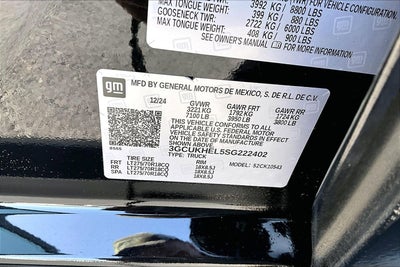 3992 KG / 8800 LBS
MAX TONGUE TWR: 399 KG / 880 LBS
GOOSENECK TWR: 2722 KG / 6000 LBS
MAX TONGUE TWR: 408 KG / 900 LBS
SEE OWNER'S MANUAL FOR
gm
MFD BY GENERAL MOTORS DE MEXICO, S. DE R.L. DE C.V.
12/24 GVWR GAWR FRT GAWR RR
3221 KG 1792 KG 1724 KG
7100 LB 3950 LB 3800 LB
THIS VEHICLE CONFORMS TO ALL
APPLICABLE U.S. FEDERAL MOTOR
VEHICLE SAFETY STANDARDS IN
EFFECT ON THE DATE OF
MANUFACTURE SHOWN ABOVE.
3GCUKHEL5SG222402
TYPE: TRUCK MODEL: 52CK10543
TIRE SIZE RIM
FRT LT275/70R18CQ 18X8.5J
RR LT275/70R18CQ 18X8.5J
SPA LT275/70R18CQ 18X8.5J